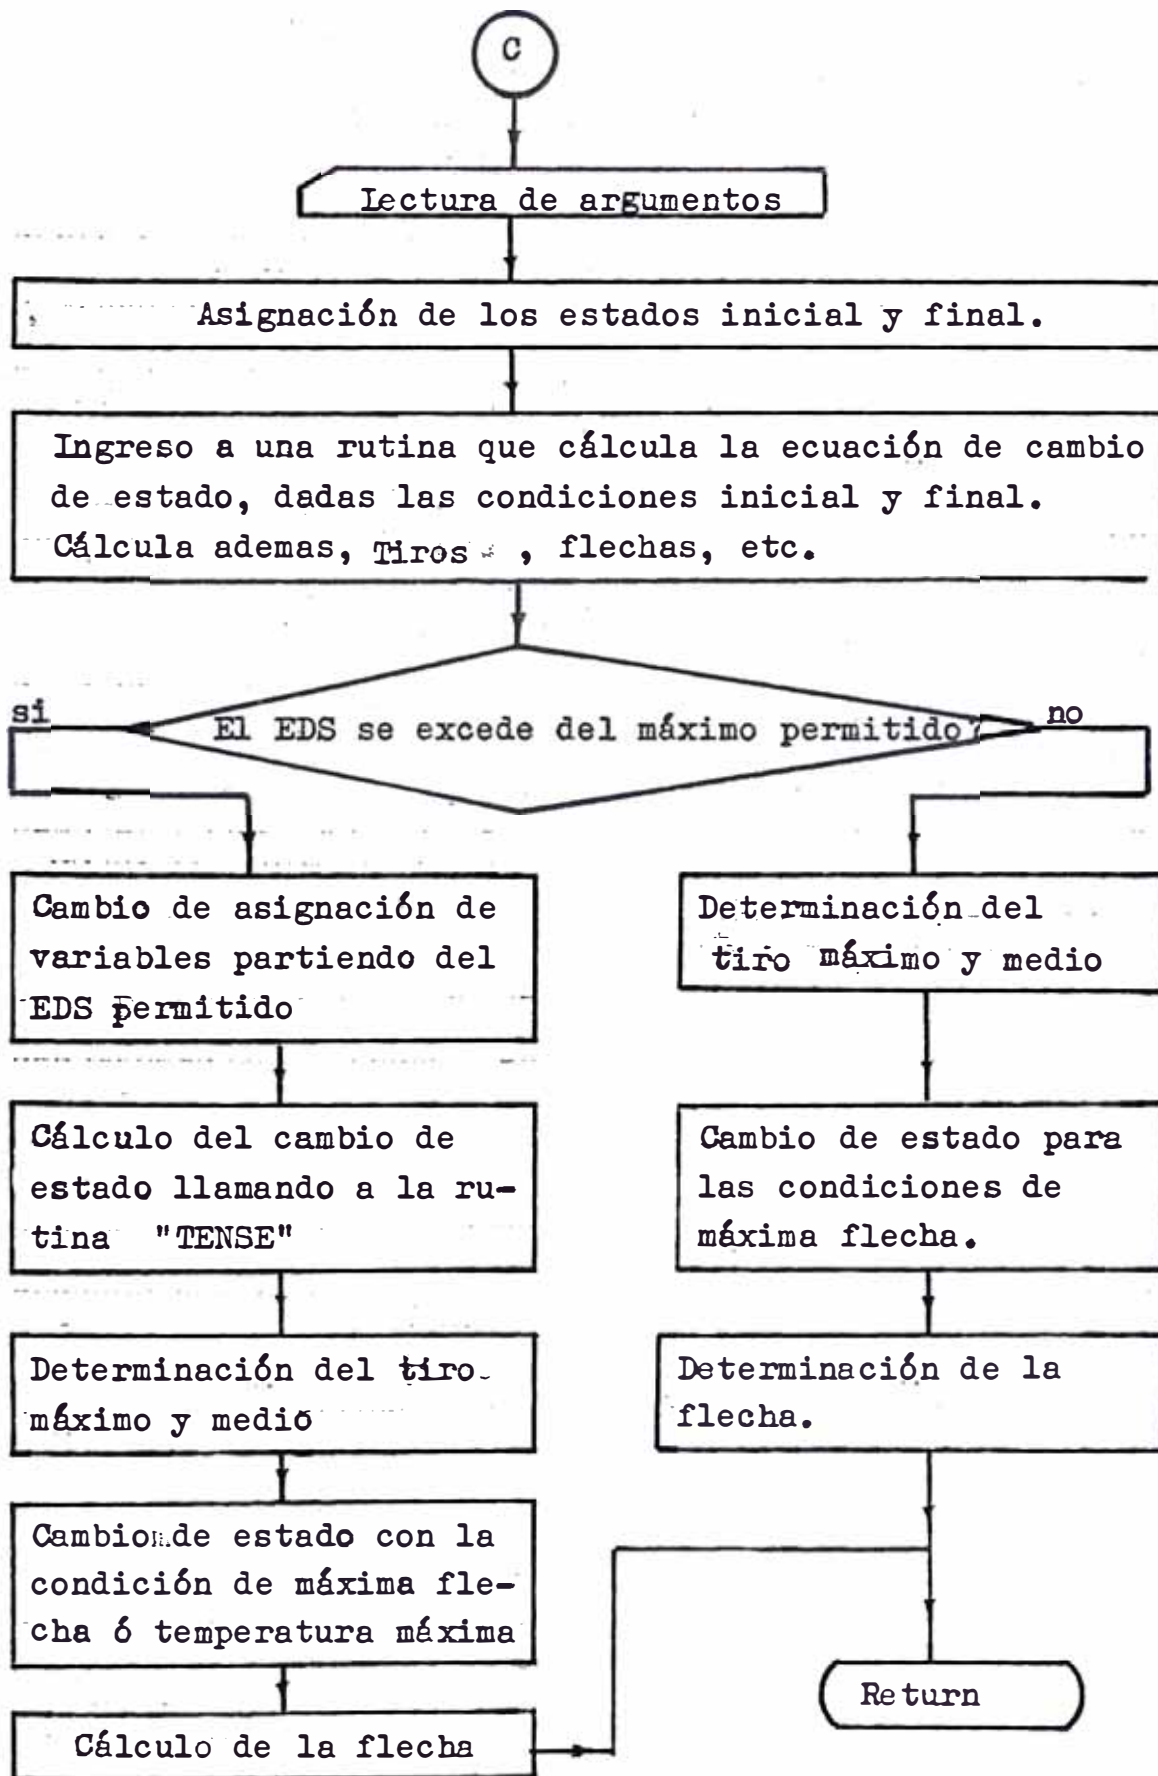 C
Lectura de argumentos
Asignación de los estados inicial y final.
Ingreso a una rutina que cálcula la ecuación de cambio
de estado, dadas las condiciones inicial y final.
Cálcula ademas, Tiros , flechas, etc.
si
El EDS se excede del máximo permitido?
no
Cambio de asignación de
variables partiendo del
EDS permitido
Cálculo del cambio de
estado llamando a la ru-
tina "TENSE"
Determinación del tiro
máximo y medio
Cambio de estado con la
condición de máxima fle-
cha ó temperatura máxima
Cálculo de la flecha
Determinación del
tiro máximo y medio
Cambio de estado para
las condiciones de
máxima flecha.
Determinación de la
flecha.
Return